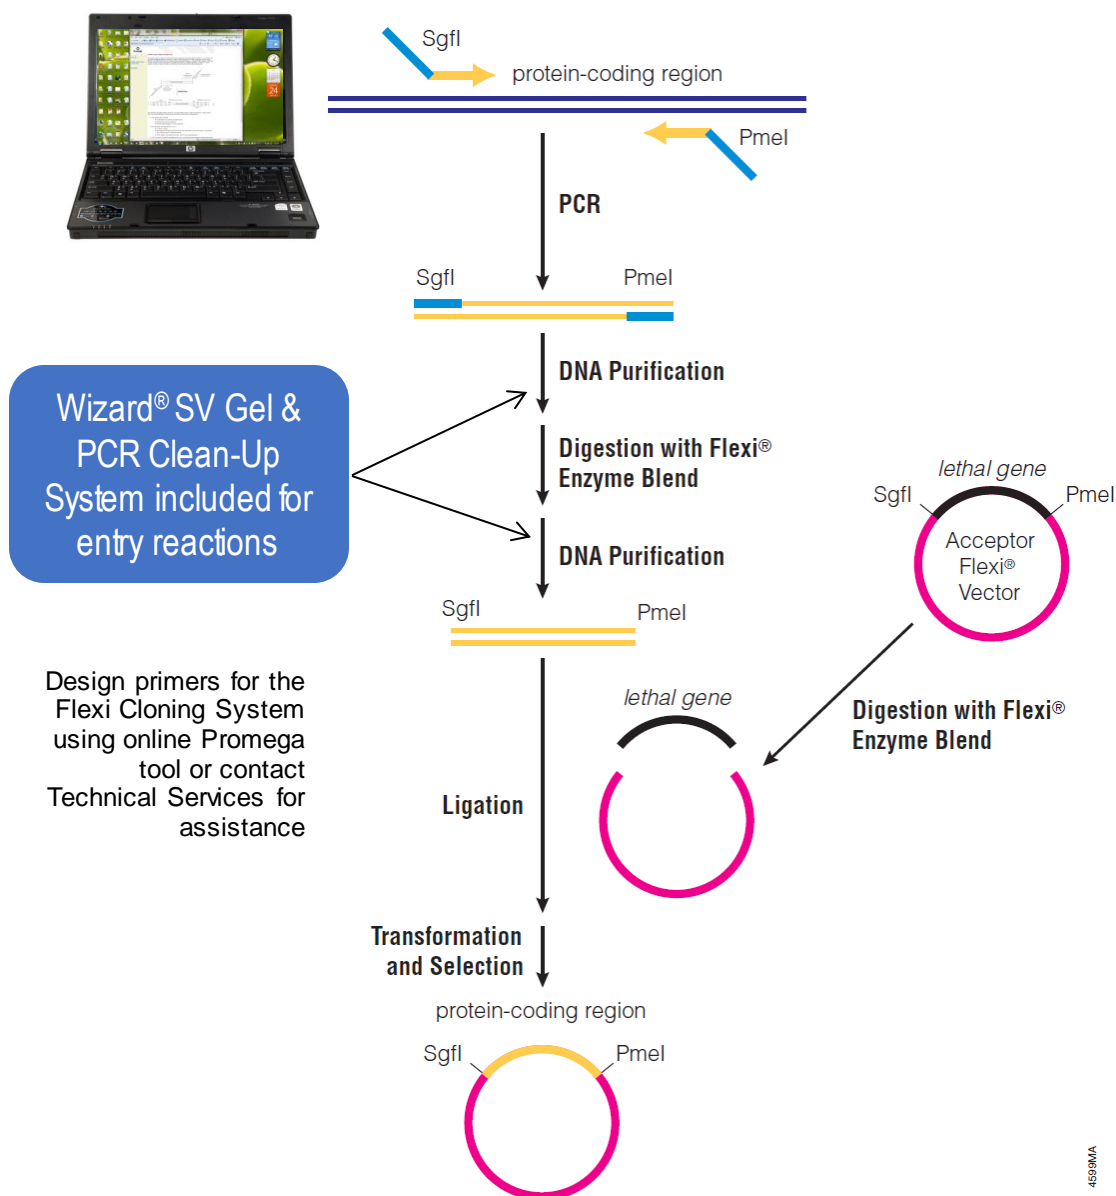 SgfI
protein-coding region
PmeI
PCR
SgfI
PmeI
DNA Purification
Wizard® SV Gel &
PCR Clean-Up
System included for
entry reactions
Digestion with Flexi®
Enzyme Blend
DNA Purification
lethal gene
SgfI
PmeI
Acceptor
Flexi®
Vector
SgfI
PmeI
Design primers for the
Flexi Cloning System
using online Promega
tool or contact
Technical Services for
assistance
lethal gene
Digestion with Flexi®
Enzyme Blend
Ligation
Transformation
and Selection
protein-coding region
SgfI
PmeI
4599MA
24
hp